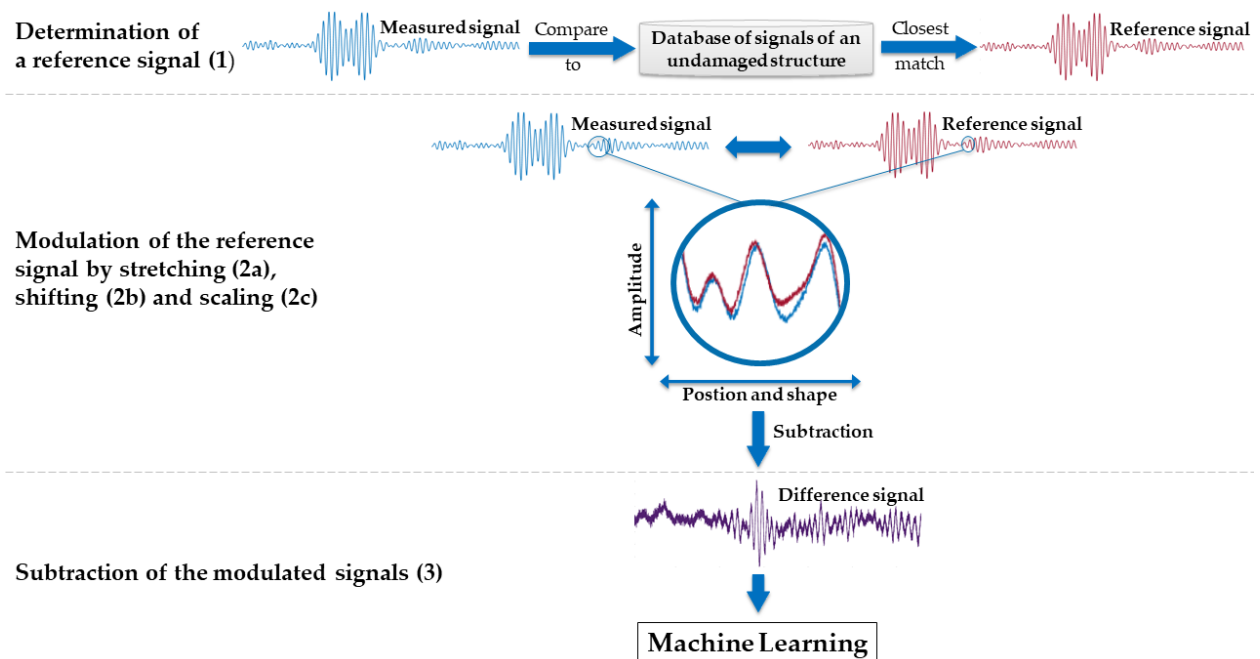 Determination of
a reference signal (1)
Measured signal
Compare
to
Database of signals of an
undamaged structure
Closest
match
Reference signal
Measured signal
Reference signal
Modulation of the reference
signal by stretching (2a),
shifting (2b) and scaling (2c)
Amplitude
Postion and shape
Subtraction
Difference signal
Subtraction of the modulated signals (3)
Machine Learning